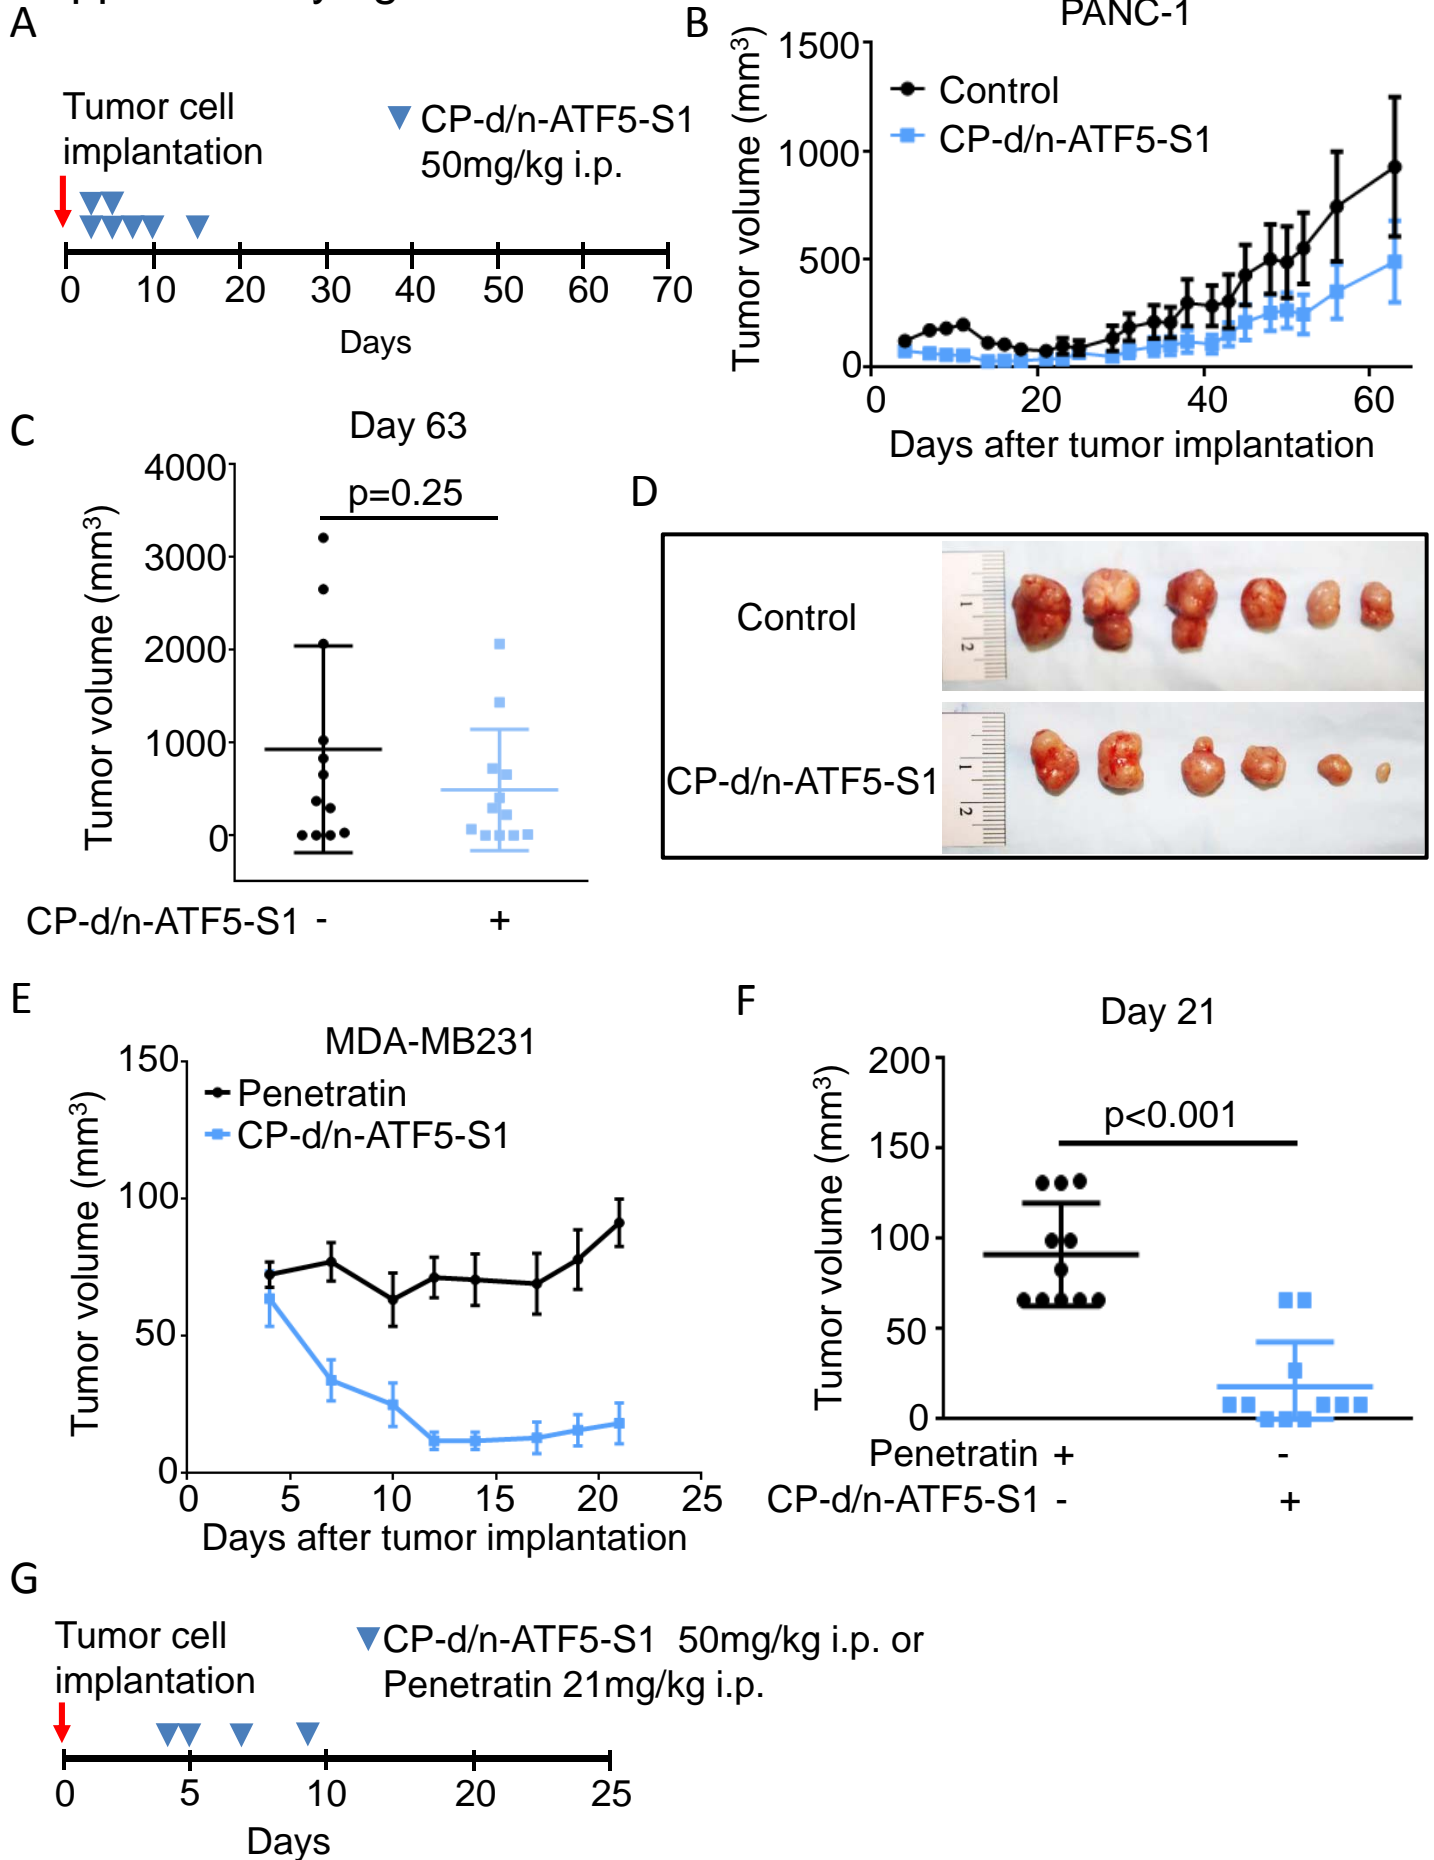 A
Tumor cell
implantation
CP-d/n-ATF5-S1
50mg/kg i.p.
0 10 20 30 40 50 60 70
Days
B
PANC-1
Tumor volume (mm³)
1500
1000
500
0
Control
CP-d/n-ATF5-S1
0 20 40 60
Days after tumor implantation
C
Day 63
p=0.25
Tumor volume (mm³)
4000
3000
2000
1000
0
CP-d/n-ATF5-S1 - +
D
Control
1
2
CP-d/n-ATF5-S1
1
2
E
MDA-MB231
Penetratin
CP-d/n-ATF5-S1
Tumor volume (mm³)
150
100
50
0
0 5 10 15 20 25
Days after tumor implantation
F
Day 21
p<0.001
Tumor volume (mm³)
200
150
100
50
0
Penetratin + -
CP-d/n-ATF5-S1 - +
G
Tumor cell
implantation
CP-d/n-ATF5-S1 50mg/kg i.p. or
Penetratin 21mg/kg i.p.
0 5 10 20 25
Days